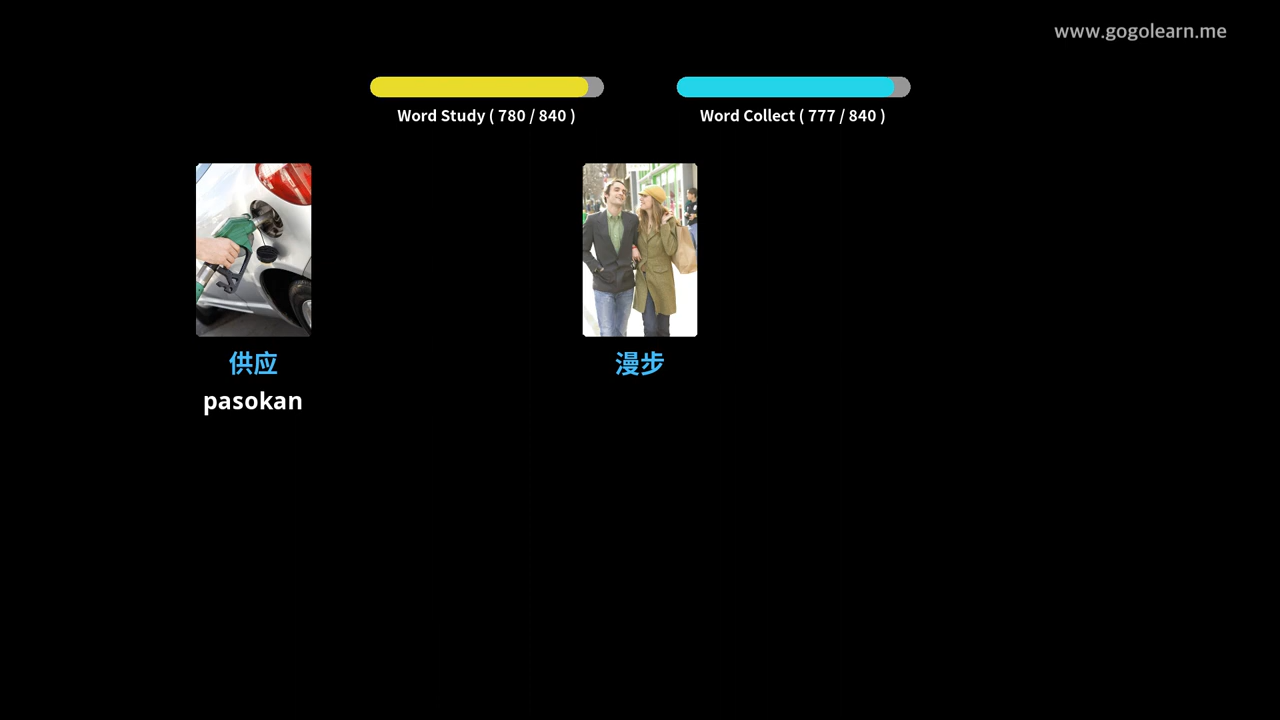 www.gogolearn.me
Word Study ( 780 / 840 )
Word Collect ( 777 / 840 )
供应
漫步
pasokan